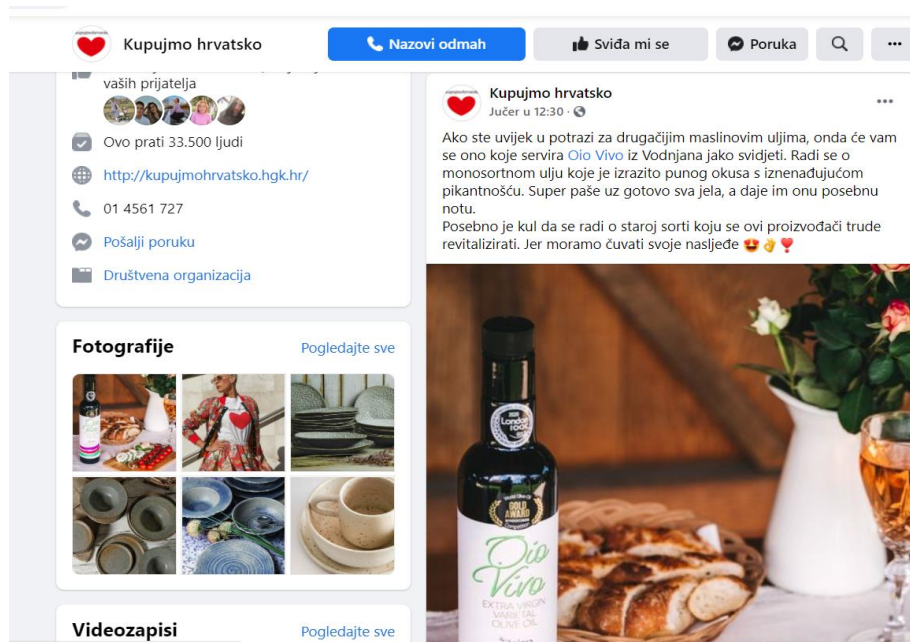 Kupujmo hrvatsko
Nazovi odmah
Sviđa mi se
Poruka
vaših prijatelja
Ovo prati 33.500 ljudi
http://kupujmohrvatsko.hgk.hr/
01 4561 727
Pošalji poruku
Društvena organizacija
Fotografije
Pogledajte sve
Videozapisi
Pogledajte sve
Kupujmo hrvatsko
Jučer u 12:30 ·
Ako ste uvijek u potrazi za drugačijim maslinovim uljima, onda će vam
se ono koje servira Oio Vivo iz Vodnjana jako svidjeti. Radi se o
monosortnom ulju koje je izrazito punog okusa s iznenađujućom
pikantnošću. Super paše uz gotovo sva jela, a daje im onu posebnu
notu.
Posebno je kul da se radi o staroj sorti koju se ovi proizvođači trude
revitalizirati. Jer moramo čuvati svoje nasljeđe 😍👌❣️
London
GOLD
AWARD
Oio
Vivo
EXTRA VIRGIN
VARIETAL
OLIVE OIL